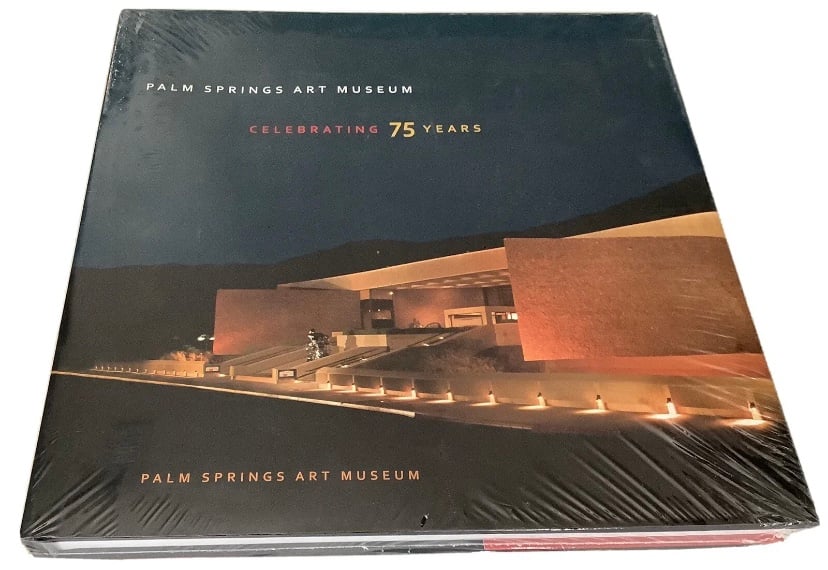 PALM SPRINGS ART MUSEUM
CELEBRATING 75 YEARS
PALM SPRINGS ART MUSEUM